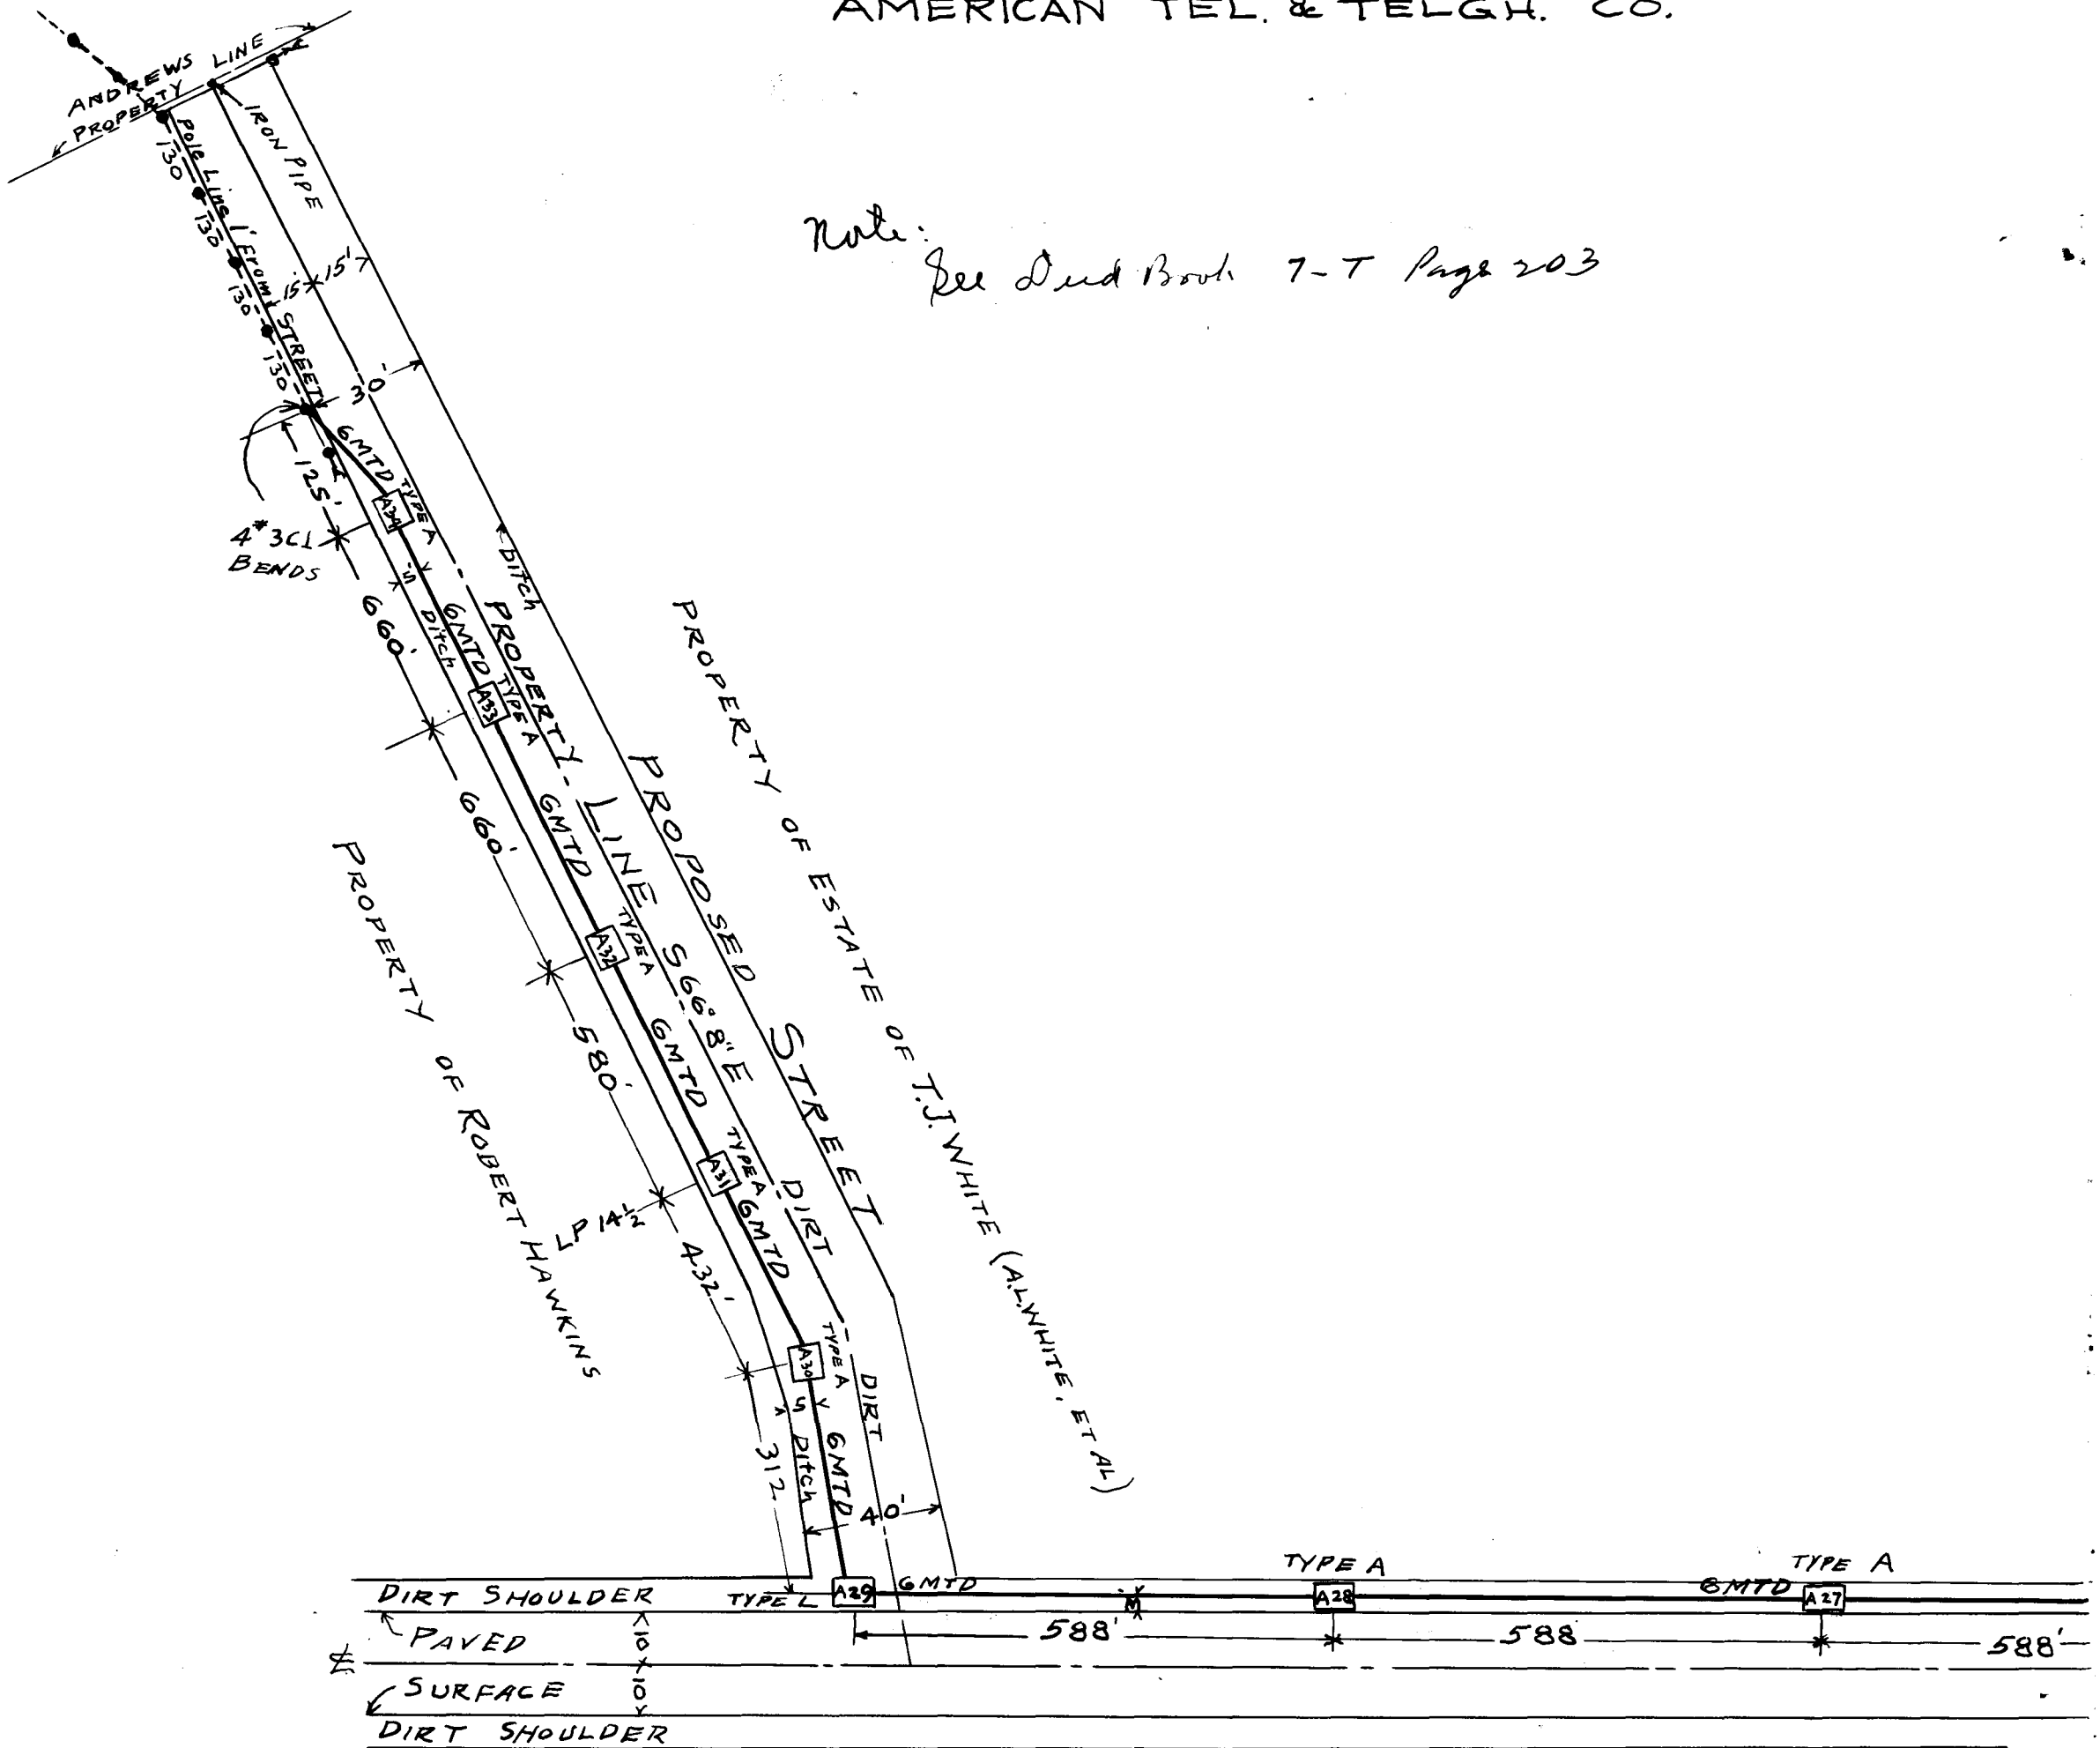 AMERICAN TEL. & TELGH. CO.
ANDREWS LINE
PROPERTY
IRON PIPE
Pole Line 1' From STREET
130
130
130
130
15' 15'
30'
Note:
See Deed Book 7-T Page 203
6MTD
125'
TYPE A
A34
4#3CI
BENDS
5
Ditch
Ditch
660'
6MTD
TYPE A
A33
PROPERTY LINE S66°8"E
PROPOSED STREET
PROPERTY OF ESTATE OF T.J. WHITE (A.L. WHITE, ET AL)
660'
6MTD
PROPERTY OF ROBERT HAWKINS
TYPE A
A32
580'
6MTD
TYPE A
A31
DIRT
LP 14½
6MTD
432'
TYPE A
A30
DIRT
5
Ditch
6MTD
312
40'
TYPE A
TYPE A
DIRT SHOULDER
TYPE L
A29
6MTD
3'
A28
6MTD
A27
PAVED
10
588'
588
588'
SURFACE
10
DIRT SHOULDER